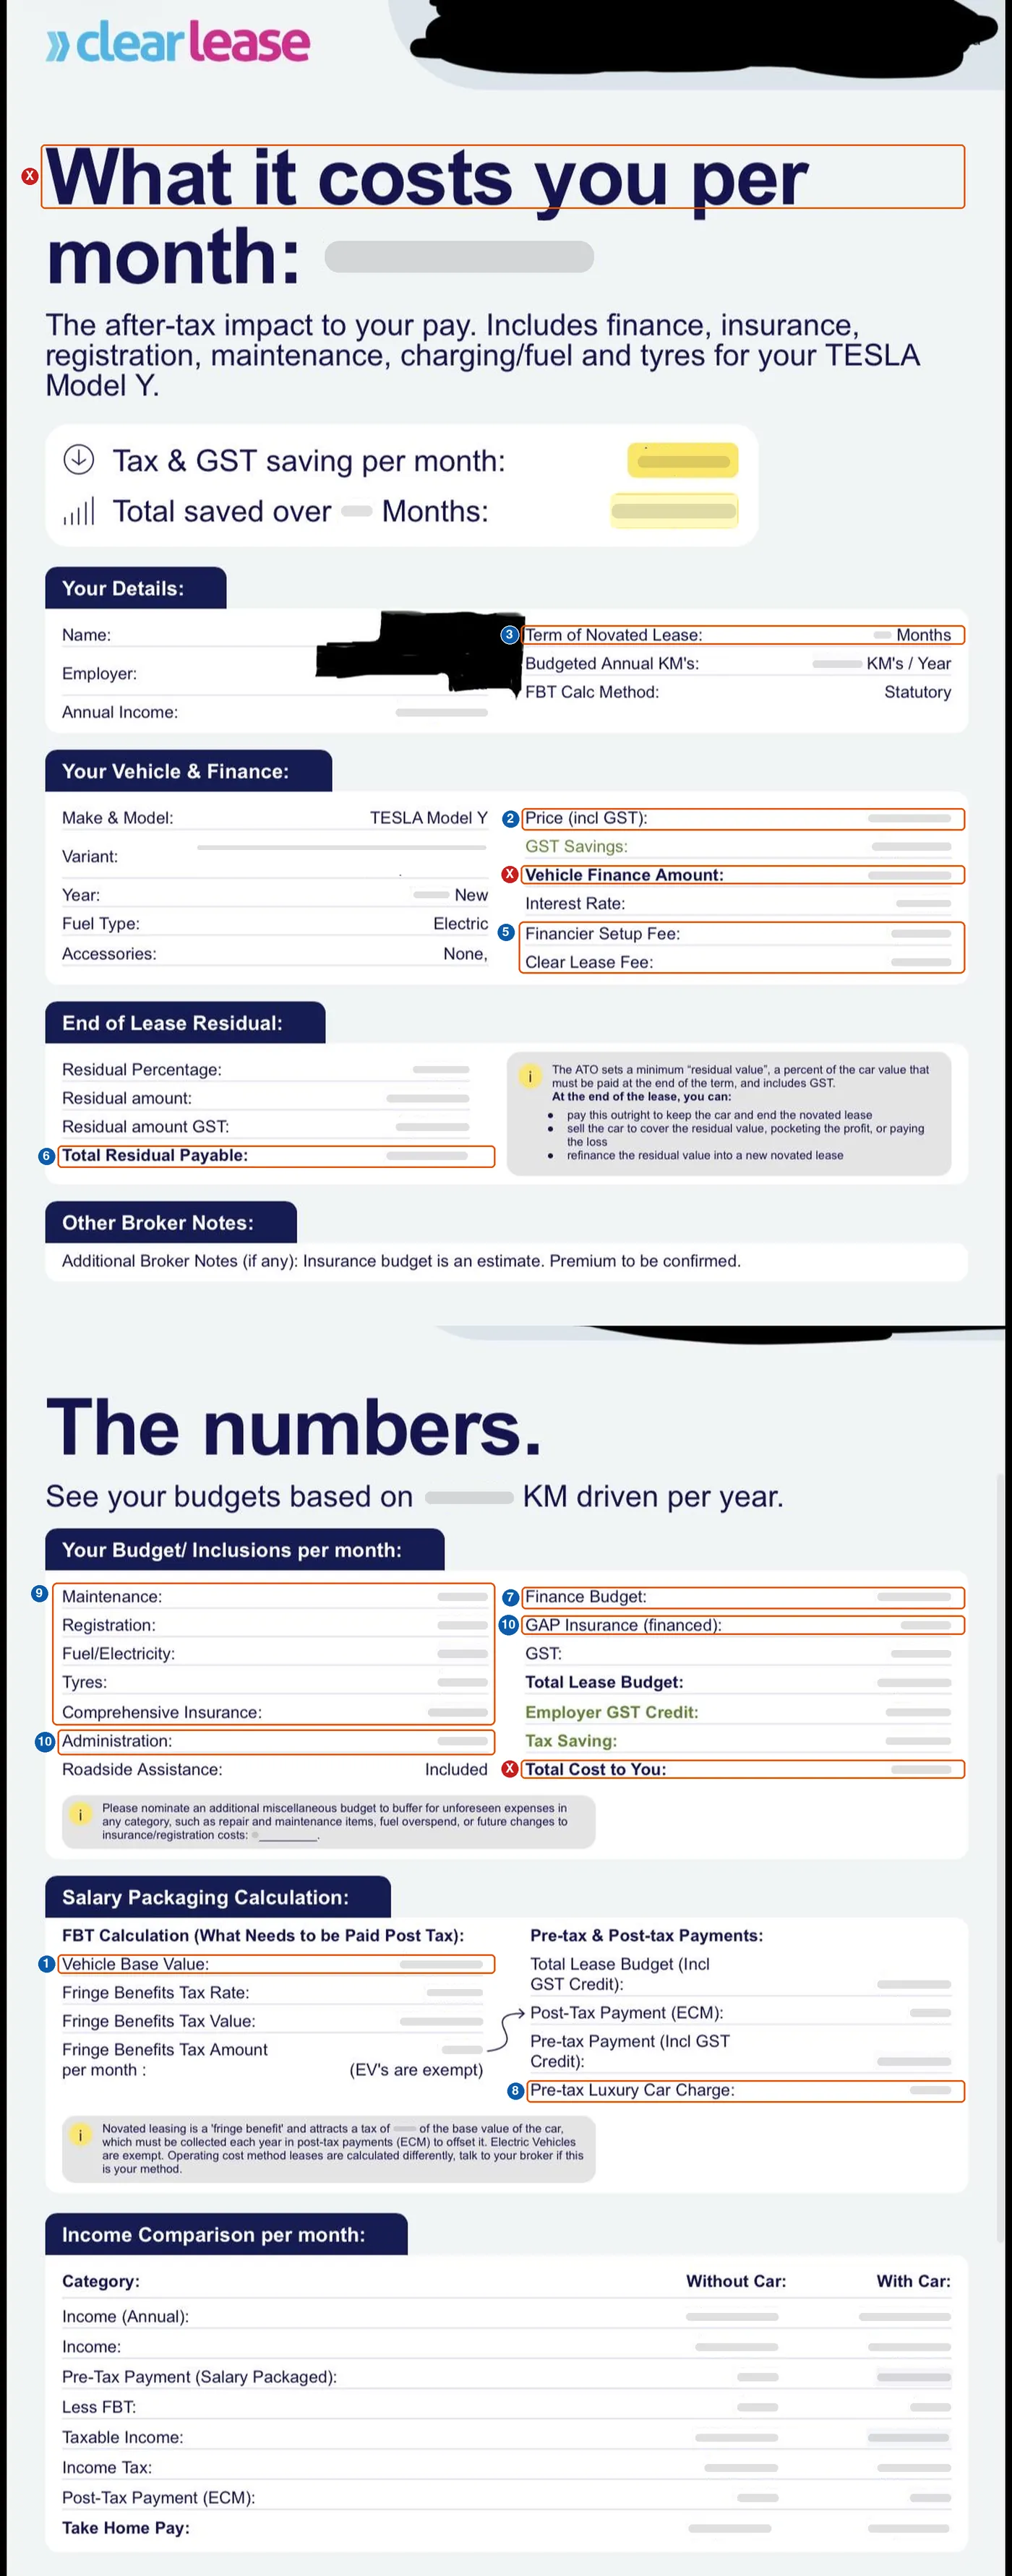 clearlease
X
What it costs you per
month:
The after-tax impact to your pay. Includes finance, insurance,
registration, maintenance, charging/fuel and tyres for your TESLA
Model Y.
Tax & GST saving per month:
Total saved over Months:
Your Details:
Name:
Employer:
Annual Income:
3 Term of Novated Lease: Months
Budgeted Annual KM's: KM's / Year
FBT Calc Method: Statutory
Your Vehicle & Finance:
Make & Model: TESLA Model Y
Variant:
Year: New
Fuel Type: Electric
Accessories: None,
2 Price (incl GST):
GST Savings:
X Vehicle Finance Amount:
Interest Rate:
5 Financier Setup Fee:
Clear Lease Fee:
End of Lease Residual:
Residual Percentage:
Residual amount:
Residual amount GST:
6 Total Residual Payable:
i
The ATO sets a minimum "residual value", a percent of the car value that
must be paid at the end of the term, and includes GST.
At the end of the lease, you can:
• pay this outright to keep the car and end the novated lease
• sell the car to cover the residual value, pocketing the profit, or paying
the loss
• refinance the residual value into a new novated lease
Other Broker Notes:
Additional Broker Notes (if any): Insurance budget is an estimate. Premium to be confirmed.
The numbers.
See your budgets based on KM driven per year.
Your Budget/ Inclusions per month:
9 Maintenance:
Registration:
Fuel/Electricity:
Tyres:
Comprehensive Insurance:
10 Administration:
Roadside Assistance: Included
7 Finance Budget:
10 GAP Insurance (financed):
GST:
Total Lease Budget:
Employer GST Credit:
Tax Saving:
X Total Cost to You:
i
Please nominate an additional miscellaneous budget to buffer for unforeseen expenses in
any category, such as repair and maintenance items, fuel overspend, or future changes to
insurance/registration costs: _________.
Salary Packaging Calculation:
FBT Calculation (What Needs to be Paid Post Tax):
1 Vehicle Base Value:
Fringe Benefits Tax Rate:
Fringe Benefits Tax Value:
Fringe Benefits Tax Amount
per month : (EV's are exempt)
Pre-tax & Post-tax Payments:
Total Lease Budget (Incl
GST Credit):
Post-Tax Payment (ECM):
Pre-tax Payment (Incl GST
Credit):
8 Pre-tax Luxury Car Charge:
i
Novated leasing is a 'fringe benefit' and attracts a tax of of the base value of the car,
which must be collected each year in post-tax payments (ECM) to offset it. Electric Vehicles
are exempt. Operating cost method leases are calculated differently, talk to your broker if this
is your method.
Income Comparison per month:
Category: Without Car: With Car:
Income (Annual):
Income:
Pre-Tax Payment (Salary Packaged):
Less FBT:
Taxable Income:
Income Tax:
Post-Tax Payment (ECM):
Take Home Pay: